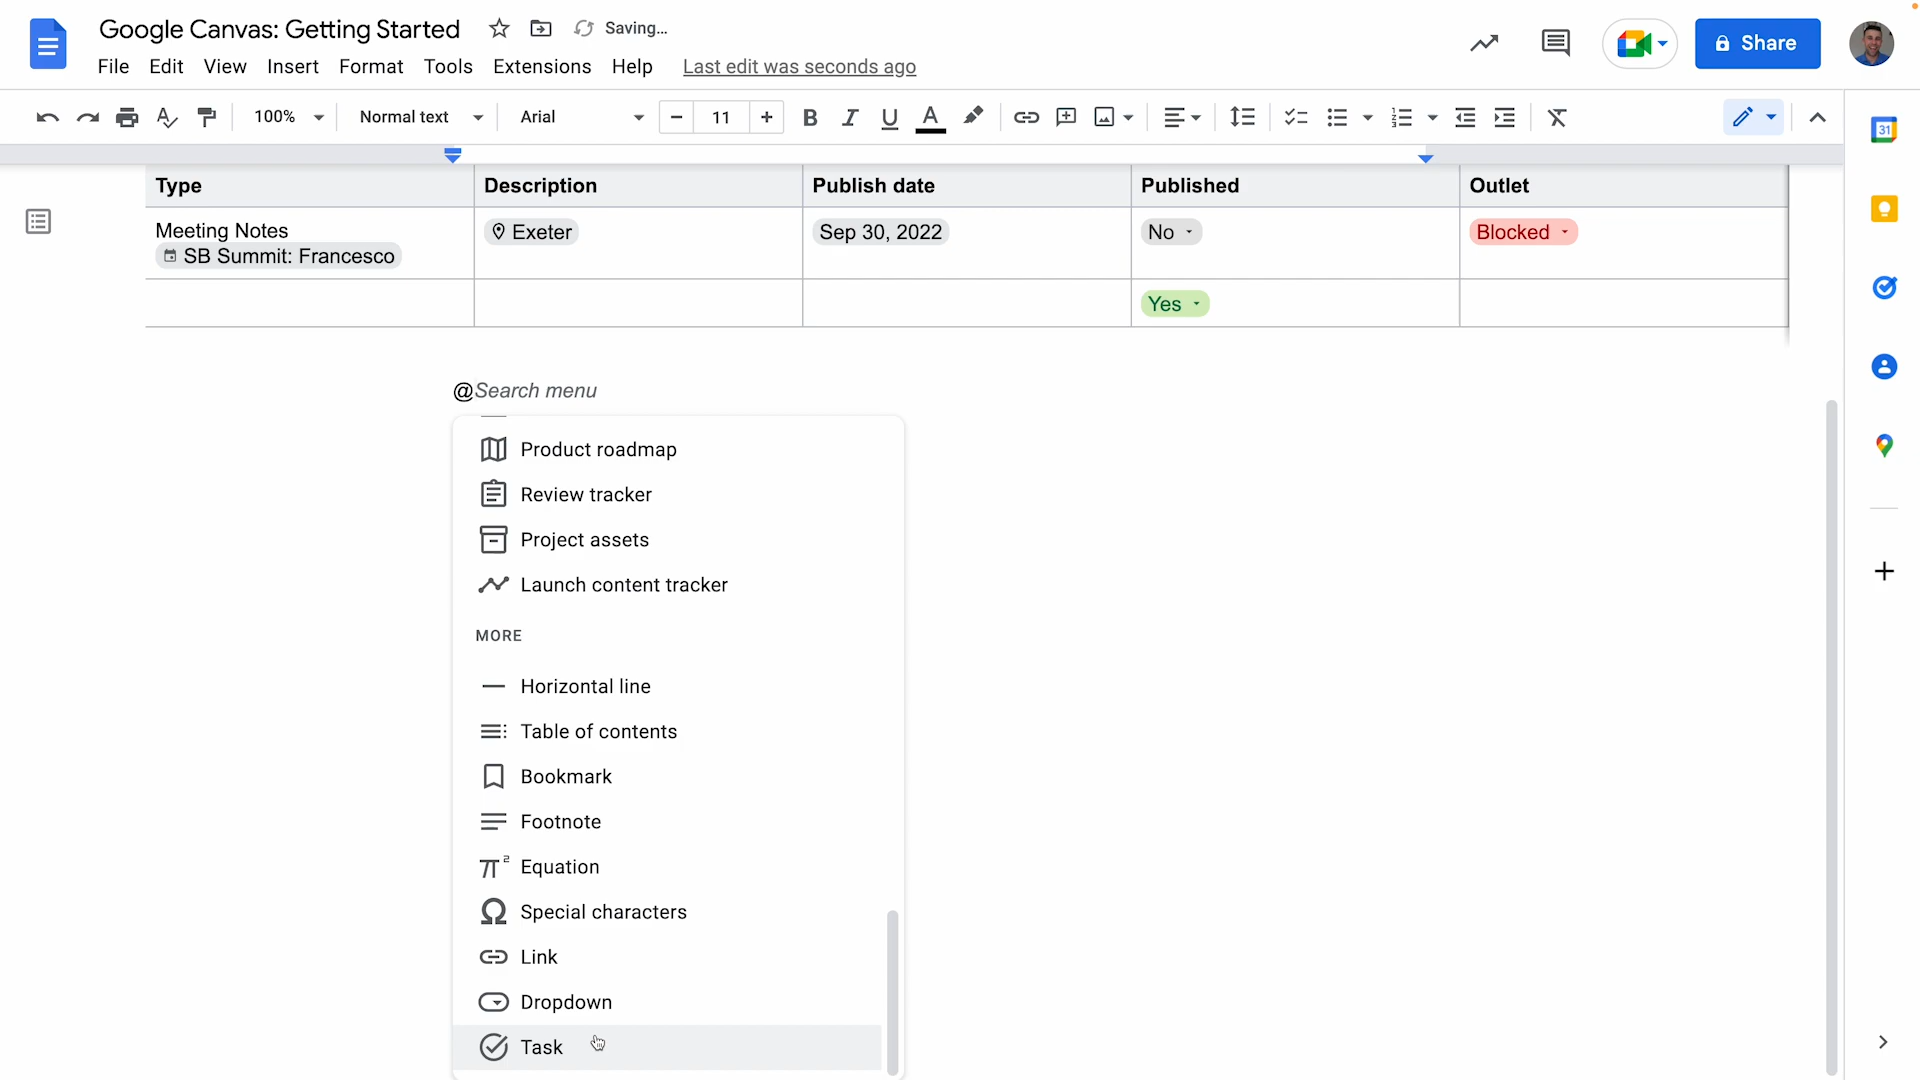 Google Canvas: Getting Started Saving...
File Edit View Insert Format Tools Extensions Help Last edit was seconds ago
Share
100% Normal text Arial 11
Type Description Publish date Published Outlet
Meeting Notes Exeter Sep 30, 2022 No Blocked
SB Summit: Francesco
Yes
@Search menu
Product roadmap
Review tracker
Project assets
Launch content tracker
MORE
Horizontal line
Table of contents
Bookmark
Footnote
Equation
Special characters
Link
Dropdown
Task